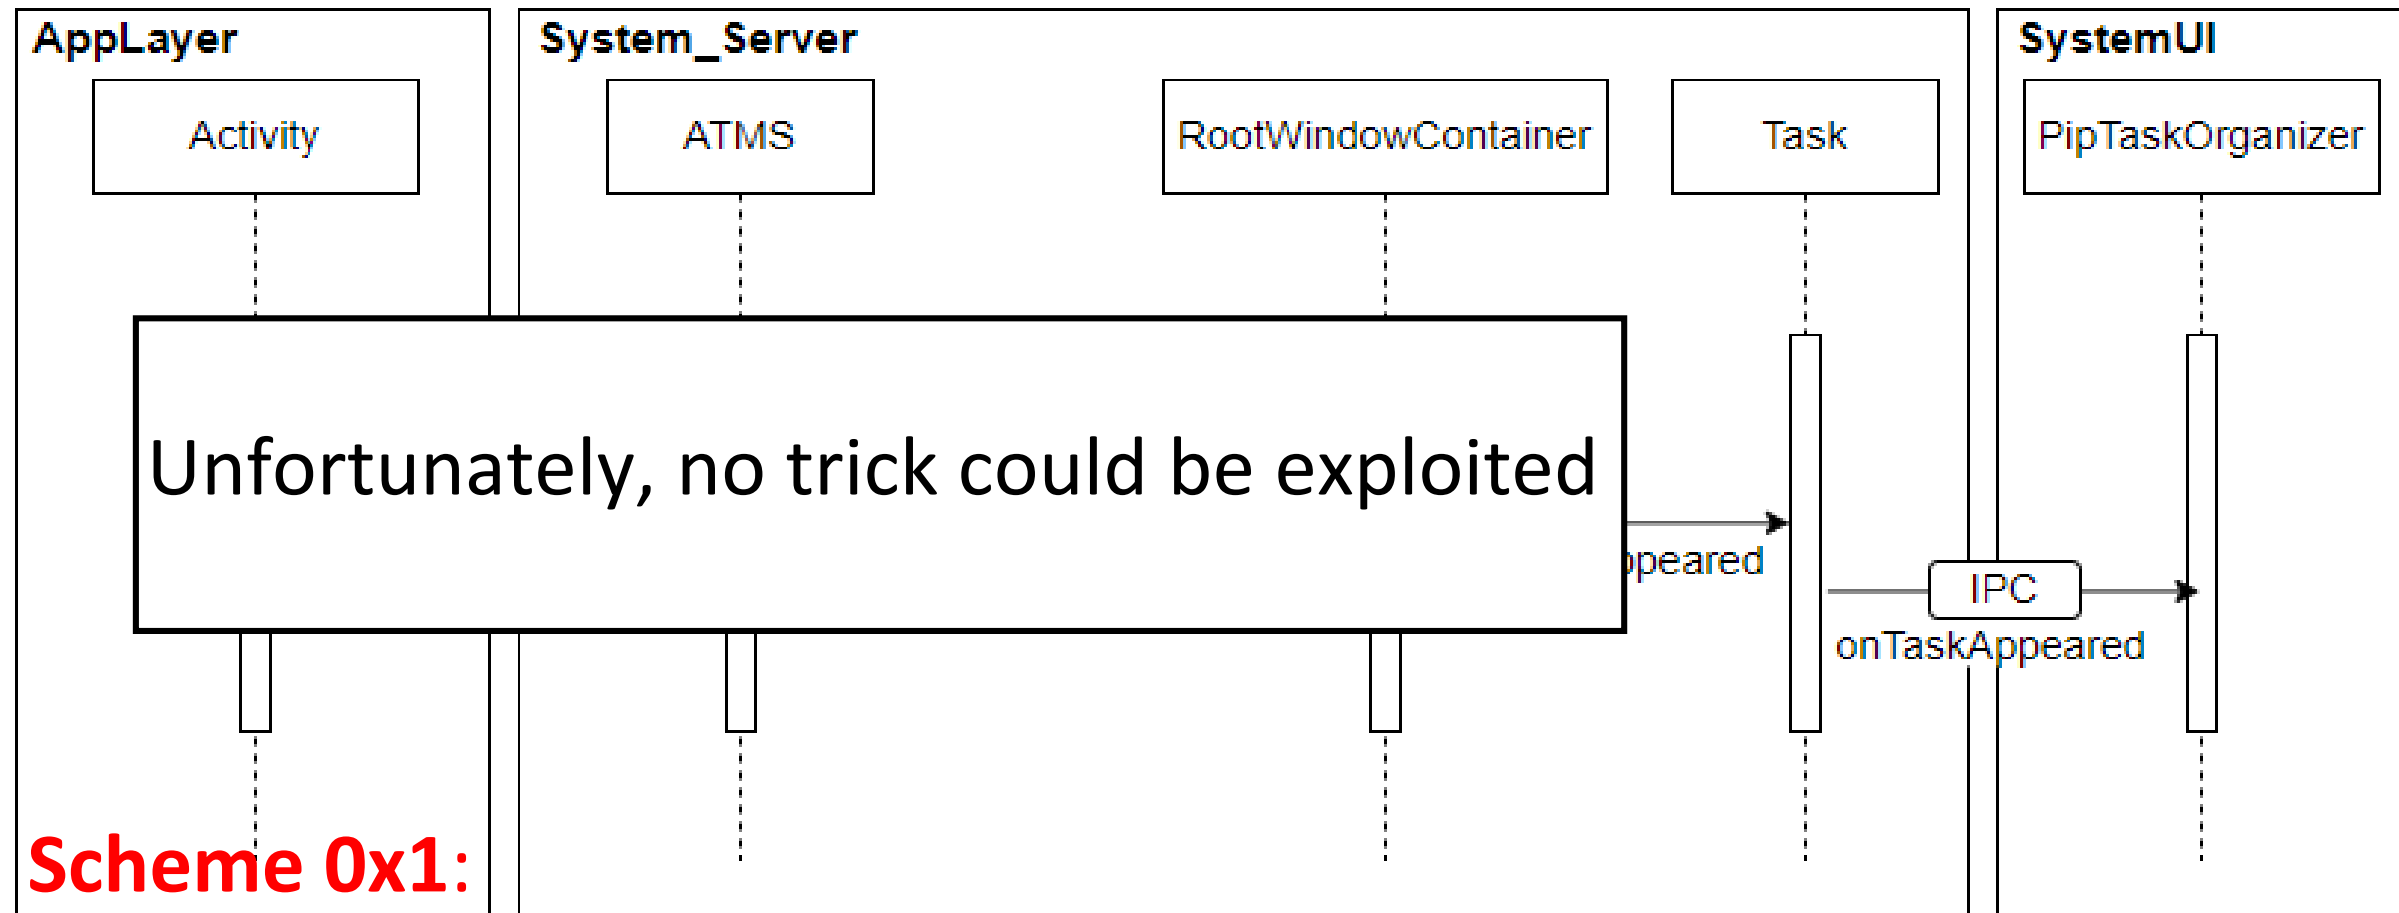 AppLayer
System_Server
SystemUI
Activity
ATMS
RootWindowContainer
Task
PipTaskOrganizer
Unfortunately, no trick could be exploited
ppeared
IPC
onTaskAppeared
Scheme 0x1: